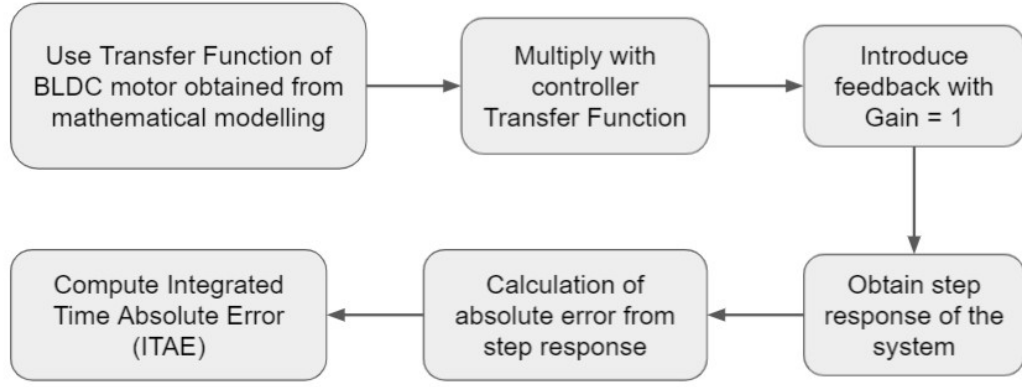 Use Transfer Function of
BLDC motor obtained from
mathematical modelling
Multiply with
controller
Transfer Function
Introduce
feedback with
Gain = 1
Obtain step
response of the
system
Calculation of
absolute error from
step response
Compute Integrated
Time Absolute Error
(ITAE)